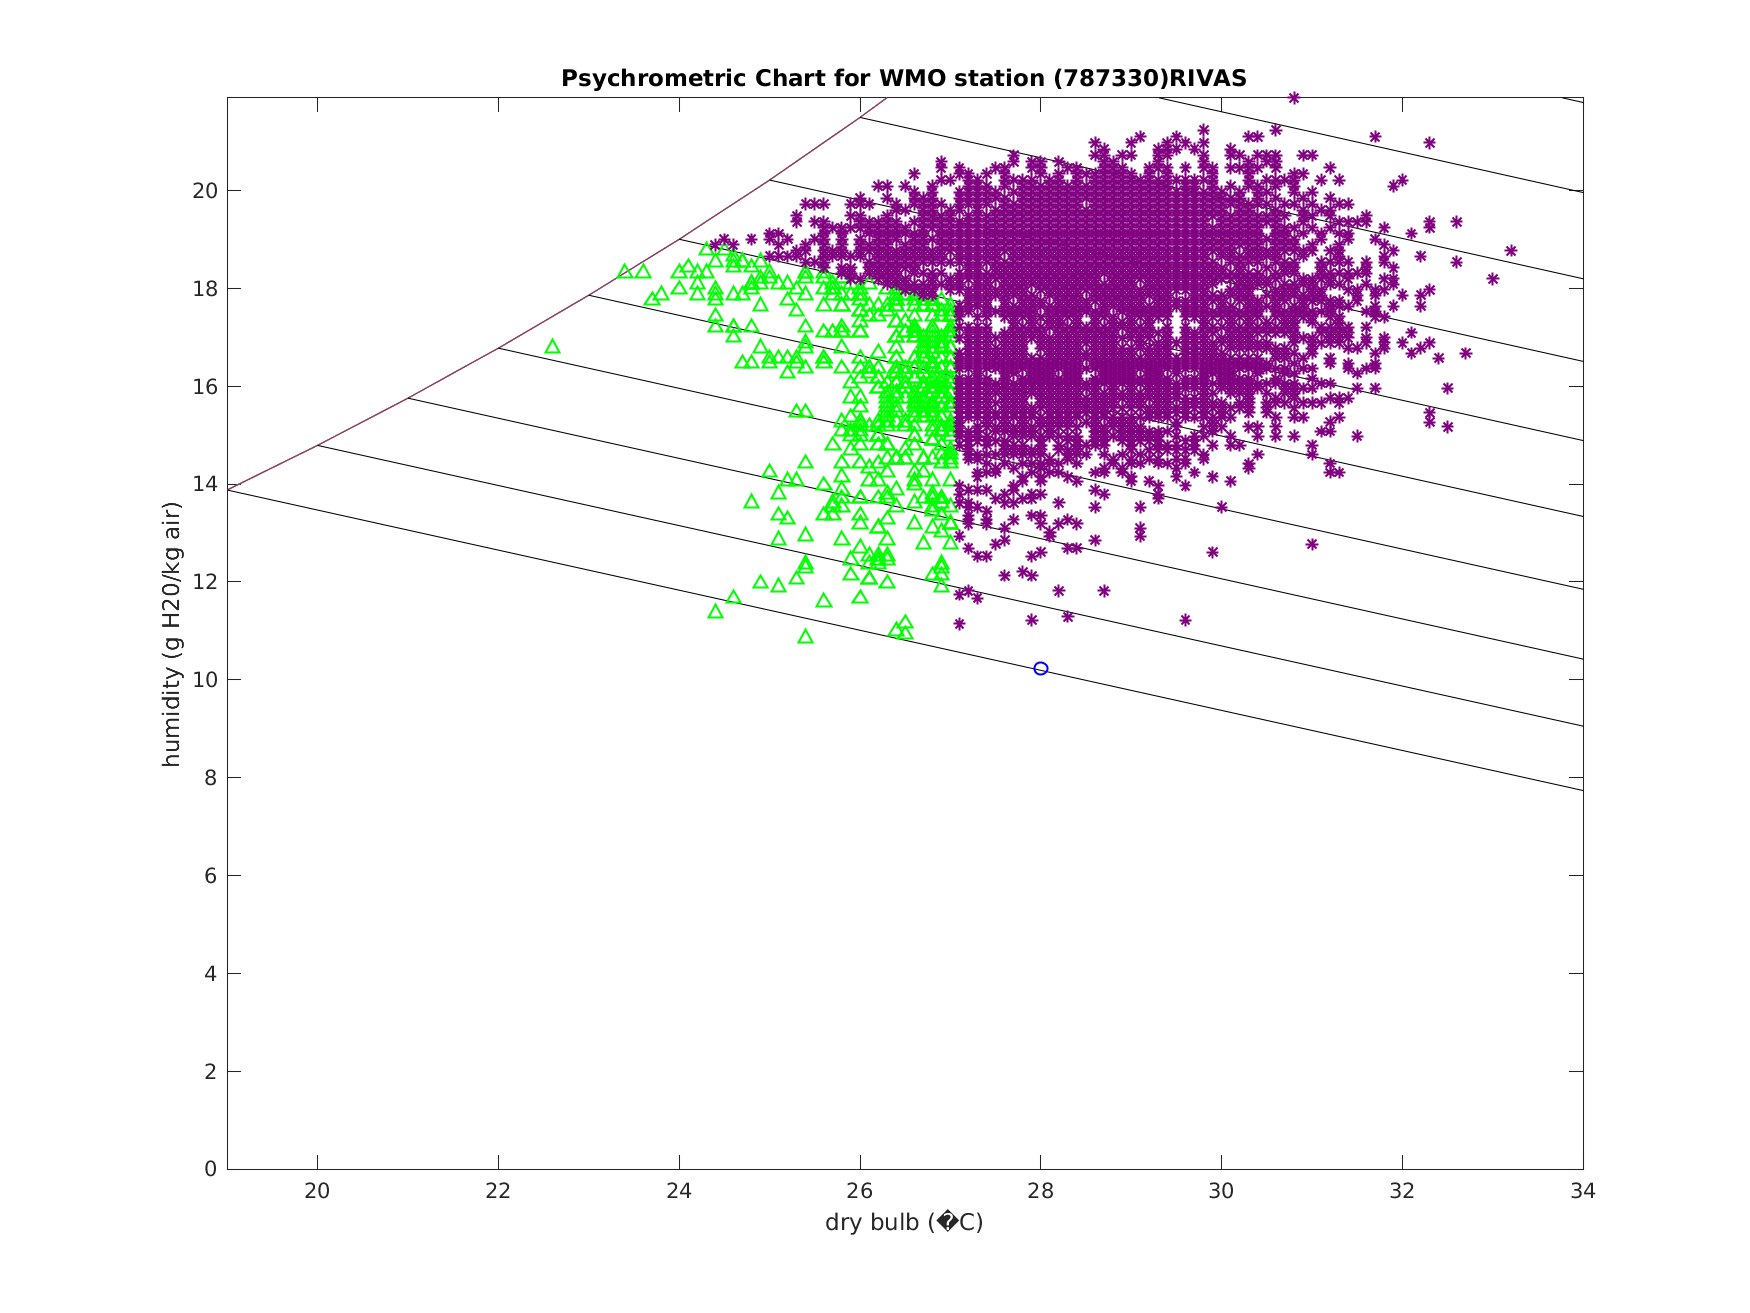 Psychrometric Chart for WMO station (787330)RIVAS
humidity (g H20/kg air)
20
18
16
14
12
10
8
6
4
2
0
20 22 24 26 28 30 32 34
dry bulb (�C)